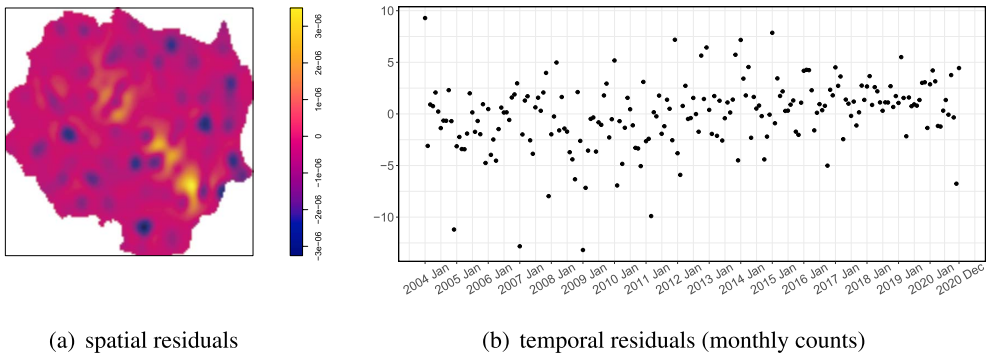 3e-06
2e-06
1e-06
0
−1e-06
−2e-06
−3e-06
10
5
0
−5
−10
2004 Jan
2005 Jan
2006 Jan
2007 Jan
2008 Jan
2009 Jan
2010 Jan
2011 Jan
2012 Jan
2013 Jan
2014 Jan
2015 Jan
2016 Jan
2017 Jan
2018 Jan
2019 Jan
2020 Jan
2020 Dec
(a) spatial residuals
(b) temporal residuals (monthly counts)